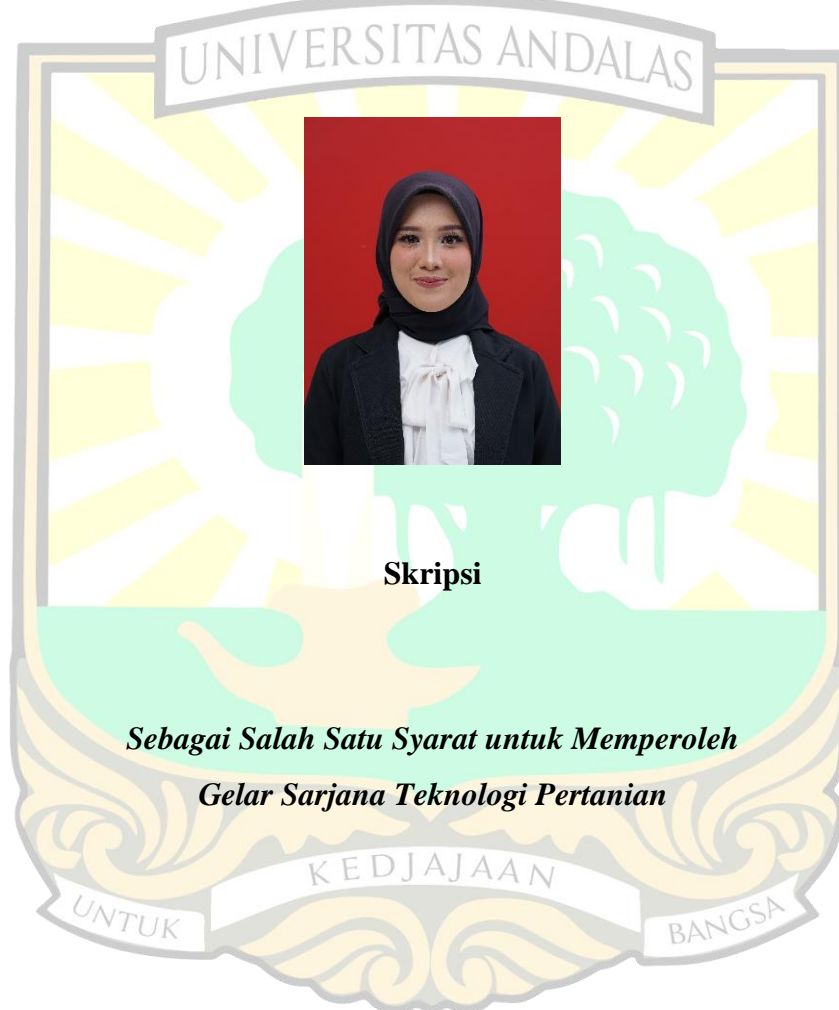 UNIVERSITAS ANDALAS
Skripsi
Sebagai Salah Satu Syarat untuk Memperoleh
Gelar Sarjana Teknologi Pertanian
KEDJAJAAN
UNTUK
BANGSA